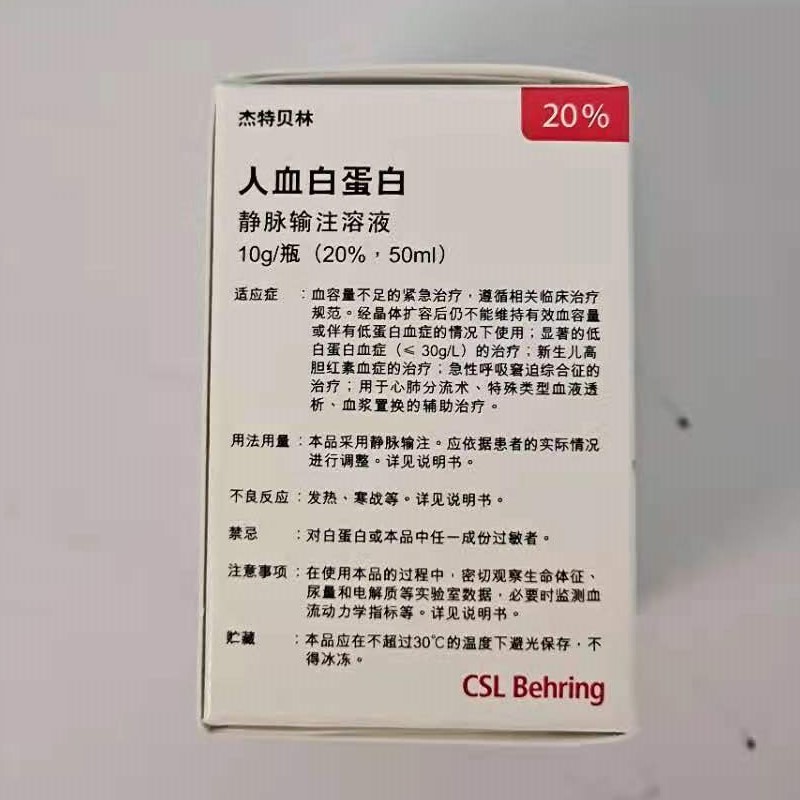 杰特贝林
20%
人血白蛋白
静脉输注溶液
10g/瓶（20%，50ml）
适应症：血容量不足的紧急治疗，遵循相关临床治疗
规范。经晶体扩容后仍不能维持有效血容量
或伴有低蛋白血症的情况下使用；显著的低
白蛋白血症（≤ 30g/L）的治疗；新生儿高
胆红素血症的治疗；急性呼吸窘迫综合征的
治疗；用于心肺分流术、特殊类型血液透
析、血浆置换的辅助治疗。
用法用量：本品采用静脉输注。应依据患者的实际情况
进行调整。详见说明书。
不良反应：发热、寒战等。详见说明书。
禁忌：对白蛋白或本品中任一成份过敏者。
注意事项：在使用本品的过程中，密切观察生命体征、
尿量和电解质等实验室数据，必要时监测血
流动力学指标等。详见说明书。
贮藏：本品应在不超过30℃的温度下避光保存，不
得冰冻。
CSL Behring